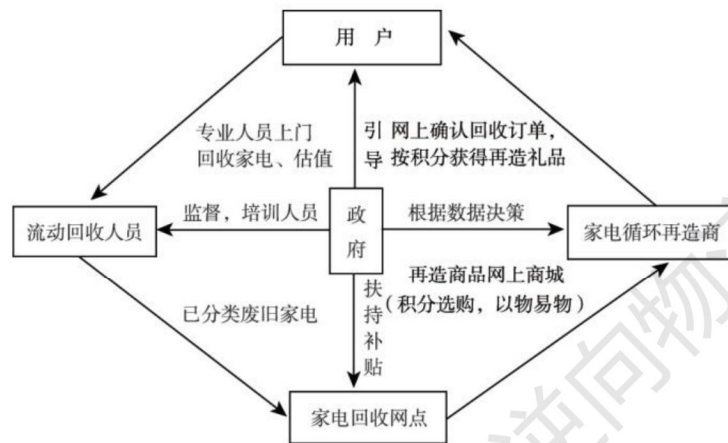 用 户
专业人员上门
回收家电、估值
引
导
网上确认回收订单,
按积分获得再造礼品
流动回收人员
监督，培训人员
政
府
根据数据决策
家电循环再造商
已分类废旧家电
扶
持
补
贴
再造商品网上商城
(积分选购，以物易物)
家电回收网点
逆向物